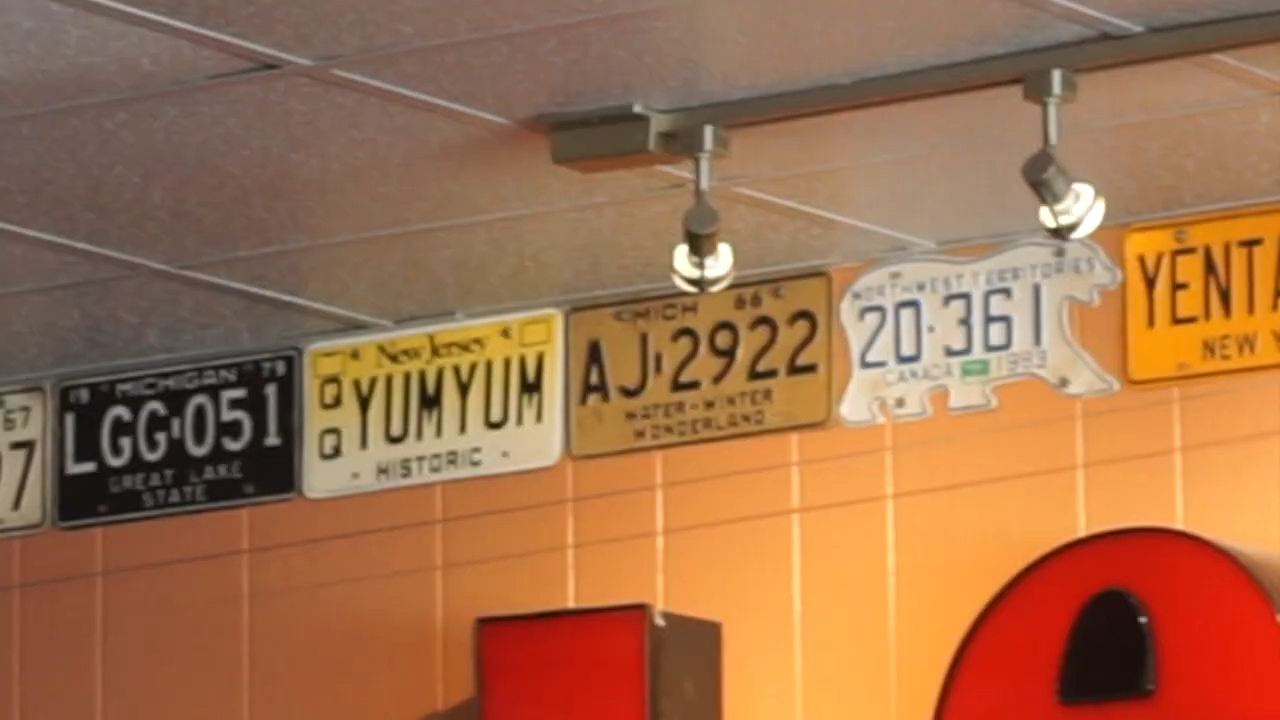 67
7
19 MICHIGAN 79
LGG·051
GREAT LAKE
STATE
New Jersey
QQ YUMYUM
HISTORIC
MICH 66
AJ·2922
WATER-WINTER
WONDERLAND
NORTHWEST TERRITORIES
20·361
CANADA 1983
YENTA
NEW Y
e